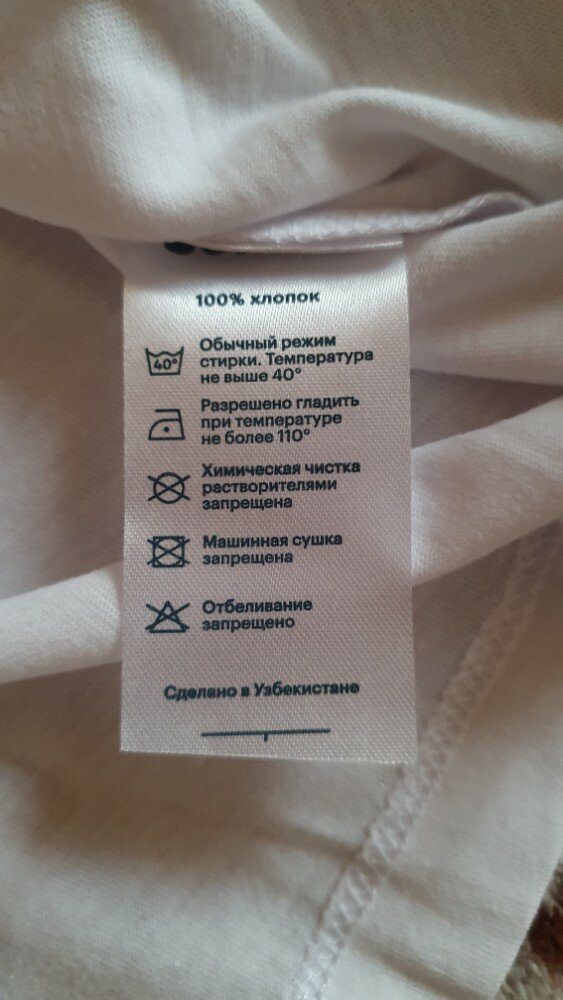 100% хлопок
40°
Обычный режим
стирки. Температура
не выше 40°
Разрешено гладить
при температуре
не более 110°
Химическая чистка
растворителями
запрещена
Машинная сушка
запрещена
Отбеливание
запрещено
Сделано в Узбекистане